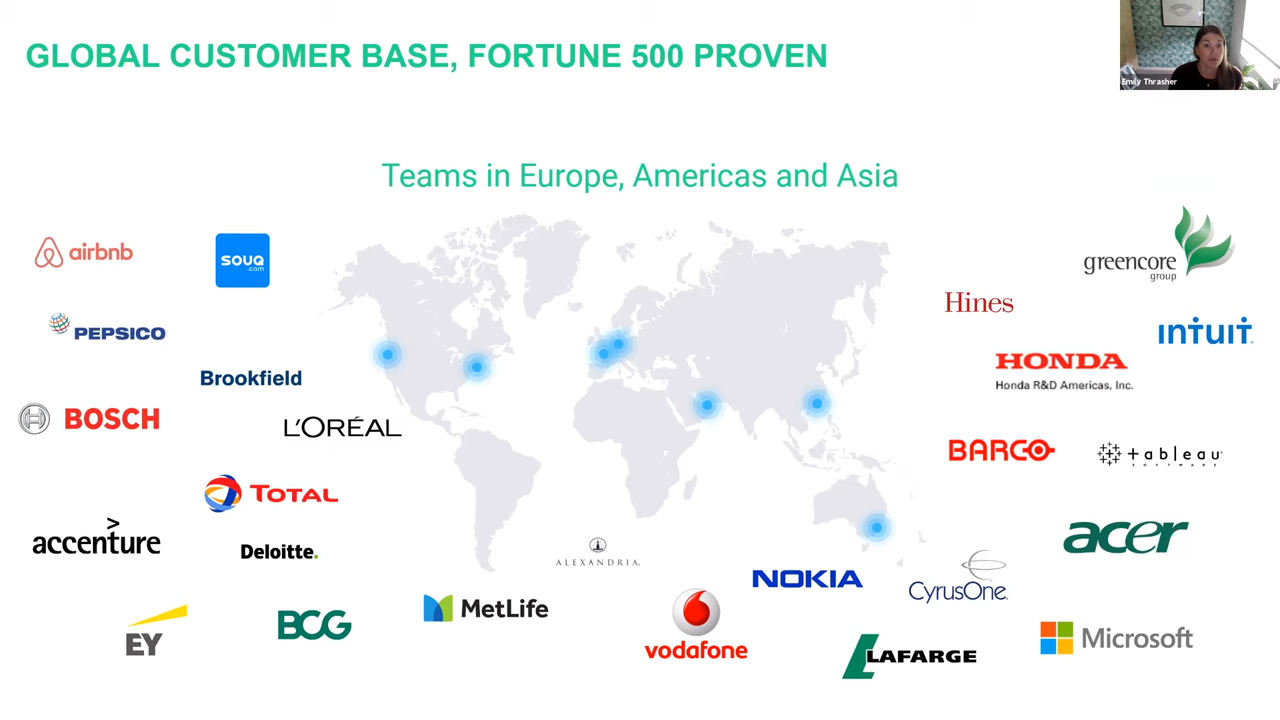 GLOBAL CUSTOMER BASE, FORTUNE 500 PROVEN
Emily Thrasher
Teams in Europe, Americas and Asia
airbnb
souq
.com
PEPSICO
Brookfield
BOSCH
L'ORÉAL
TOTAL
accenture
Deloitte.
EY
BCG
MetLife
ALEXANDRIA.
vodafone
NOKIA
CyrusOne
LAFARGE
greencore
group
Hines
intuit
HONDA
Honda R&D Americas, Inc.
BARCO
+ableau
SOFTWARE
acer
Microsoft